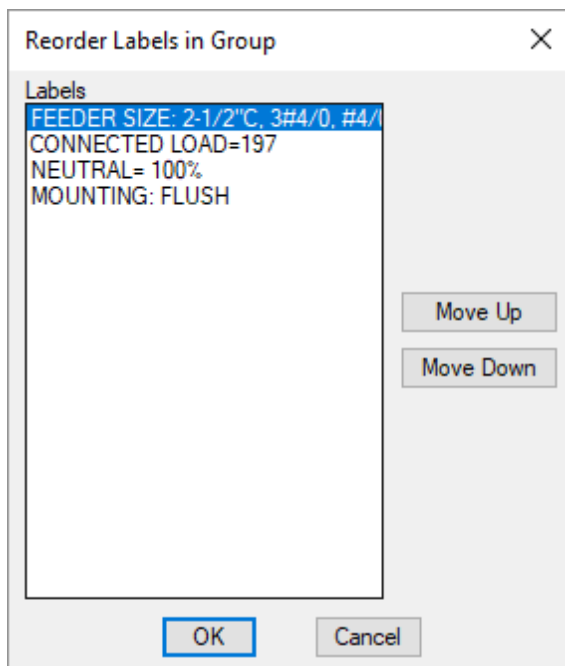 Reorder Labels in Group
Labels
FEEDER SIZE: 2-1/2"C, 3#4/0, #4/
CONNECTED LOAD=197
NEUTRAL= 100%
MOUNTING: FLUSH
Move Up
Move Down
OK
Cancel